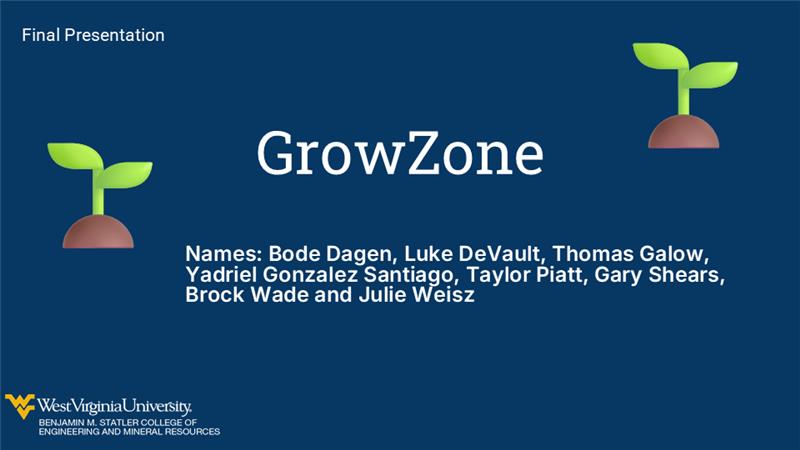 Final Presentation
GrowZone
Names: Bode Dagen, Luke DeVault, Thomas Galow,
Yadriel Gonzalez Santiago, Taylor Piatt, Gary Shears,
Brock Wade and Julie Weisz
WestVirginiaUniversity.
BENJAMIN M. STATLER COLLEGE OF
ENGINEERING AND MINERAL RESOURCES